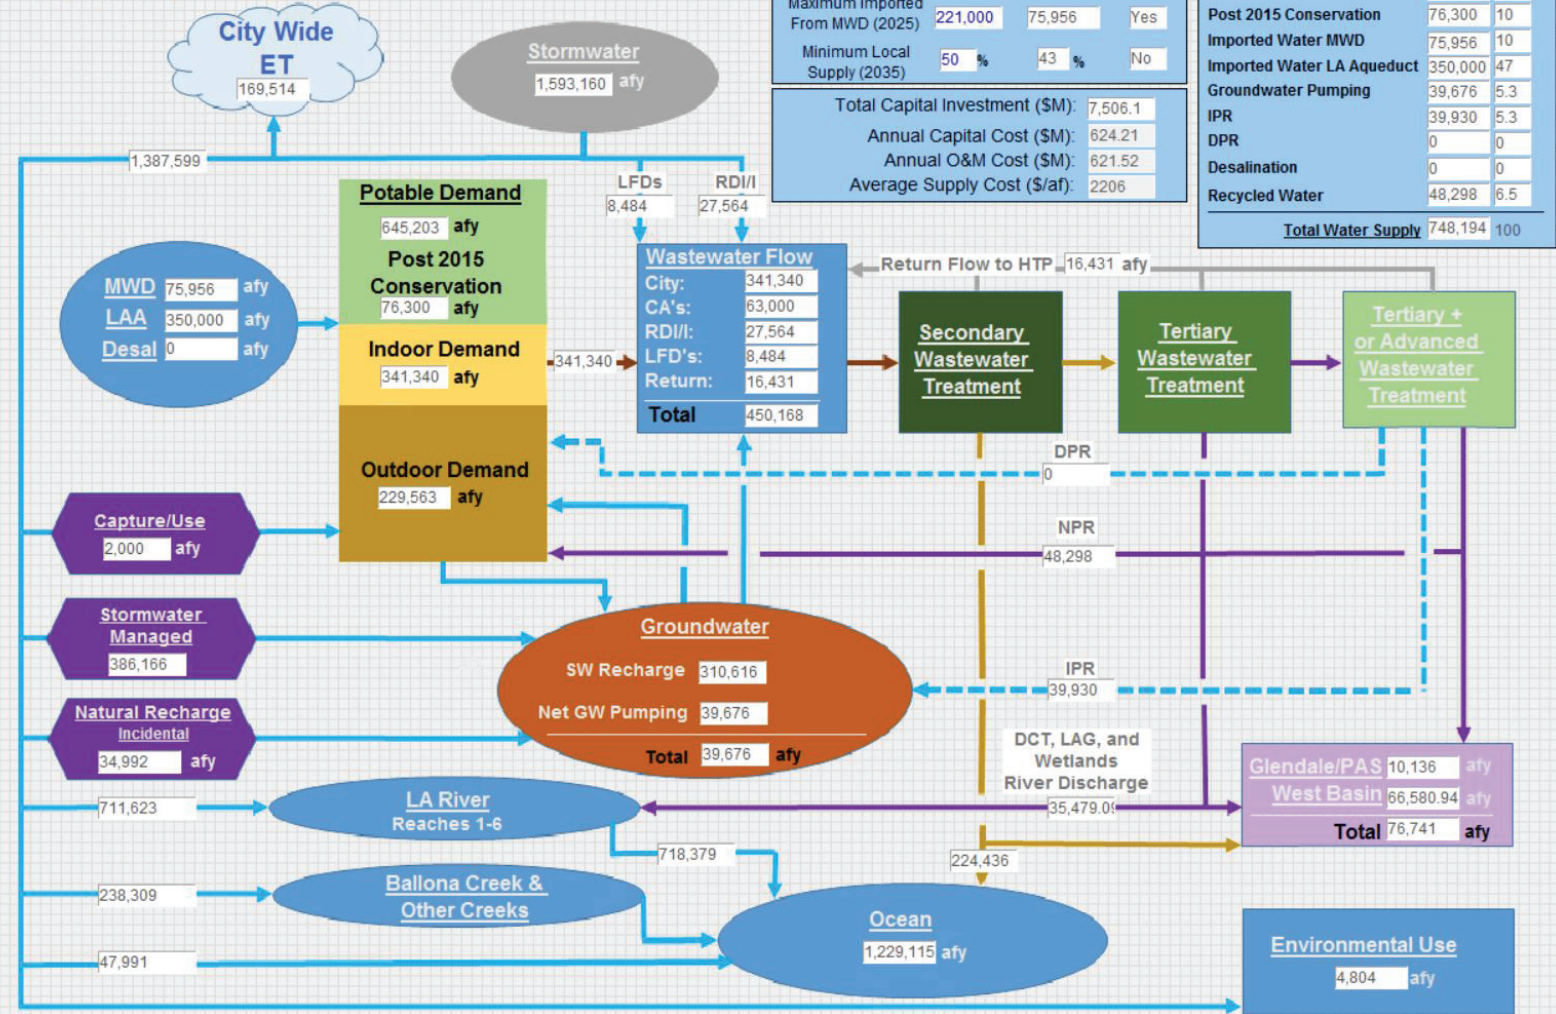 City Wide
ET
169,514
Stormwater
1,593,160 afy
Maximum Imported
From MWD (2025) 221,000 75,956 Yes
Minimum Local
Supply (2035) 50 % 43 % No
Total Capital Investment ($M): 7,506.1
Annual Capital Cost ($M): 624.21
Annual O&M Cost ($M): 621.52
Average Supply Cost ($/af): 2206
Post 2015 Conservation 76,300 10
Imported Water MWD 75,956 10
Imported Water LA Aqueduct 350,000 47
Groundwater Pumping 39,676 5.3
IPR 39,930 5.3
DPR 0 0
Desalination 0 0
Recycled Water 48,298 6.5
Total Water Supply 748,194 100
1,387,599
LFDs
8,484
RDI/I
27,564
Potable Demand
645,203 afy
Post 2015
Conservation
76,300 afy
Indoor Demand
341,340 afy
Outdoor Demand
229,563 afy
MWD 75,956 afy
LAA 350,000 afy
Desal 0 afy
341,340
Wastewater Flow
City: 341,340
CA's: 63,000
RDI/I: 27,564
LFD's: 8,484
Return: 16,431
Total 450,168
Return Flow to HTP 16,431 afy
Secondary
Wastewater
Treatment
Tertiary
Wastewater
Treatment
Tertiary +
or Advanced
Wastewater
Treatment
DPR
0
NPR
48,298
Capture/Use
2,000 afy
Stormwater
Managed
386,166
Natural Recharge
Incidental
34,992 afy
Groundwater
SW Recharge 310,616
Net GW Pumping 39,676
Total 39,676 afy
IPR
39,930
DCT, LAG, and
Wetlands
River Discharge
35,479.09
Glendale/PAS 10,136 afy
West Basin 66,580.94 afy
Total 76,741 afy
711,623
LA River
Reaches 1-6
718,379
224,436
238,309
Ballona Creek &
Other Creeks
47,991
Ocean
1,229,115 afy
Environmental Use
4,804 afy